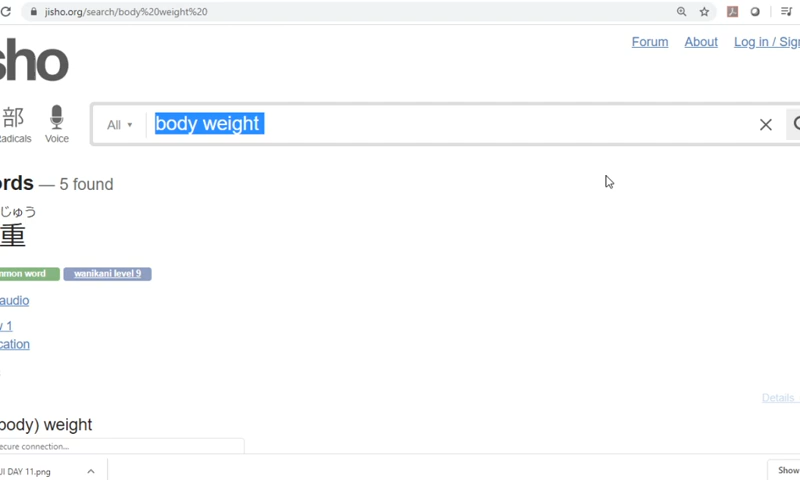 jisho.org/search/body%20weight%20
Forum About Log in / Sign
sho
部
Radicals Voice
All ▾ body weight
ords — 5 found
じゅう
重
mmon word wanikani level 9
audio
v 1
cation
Details
body) weight
ecure connection...
JI DAY 11.png
Show